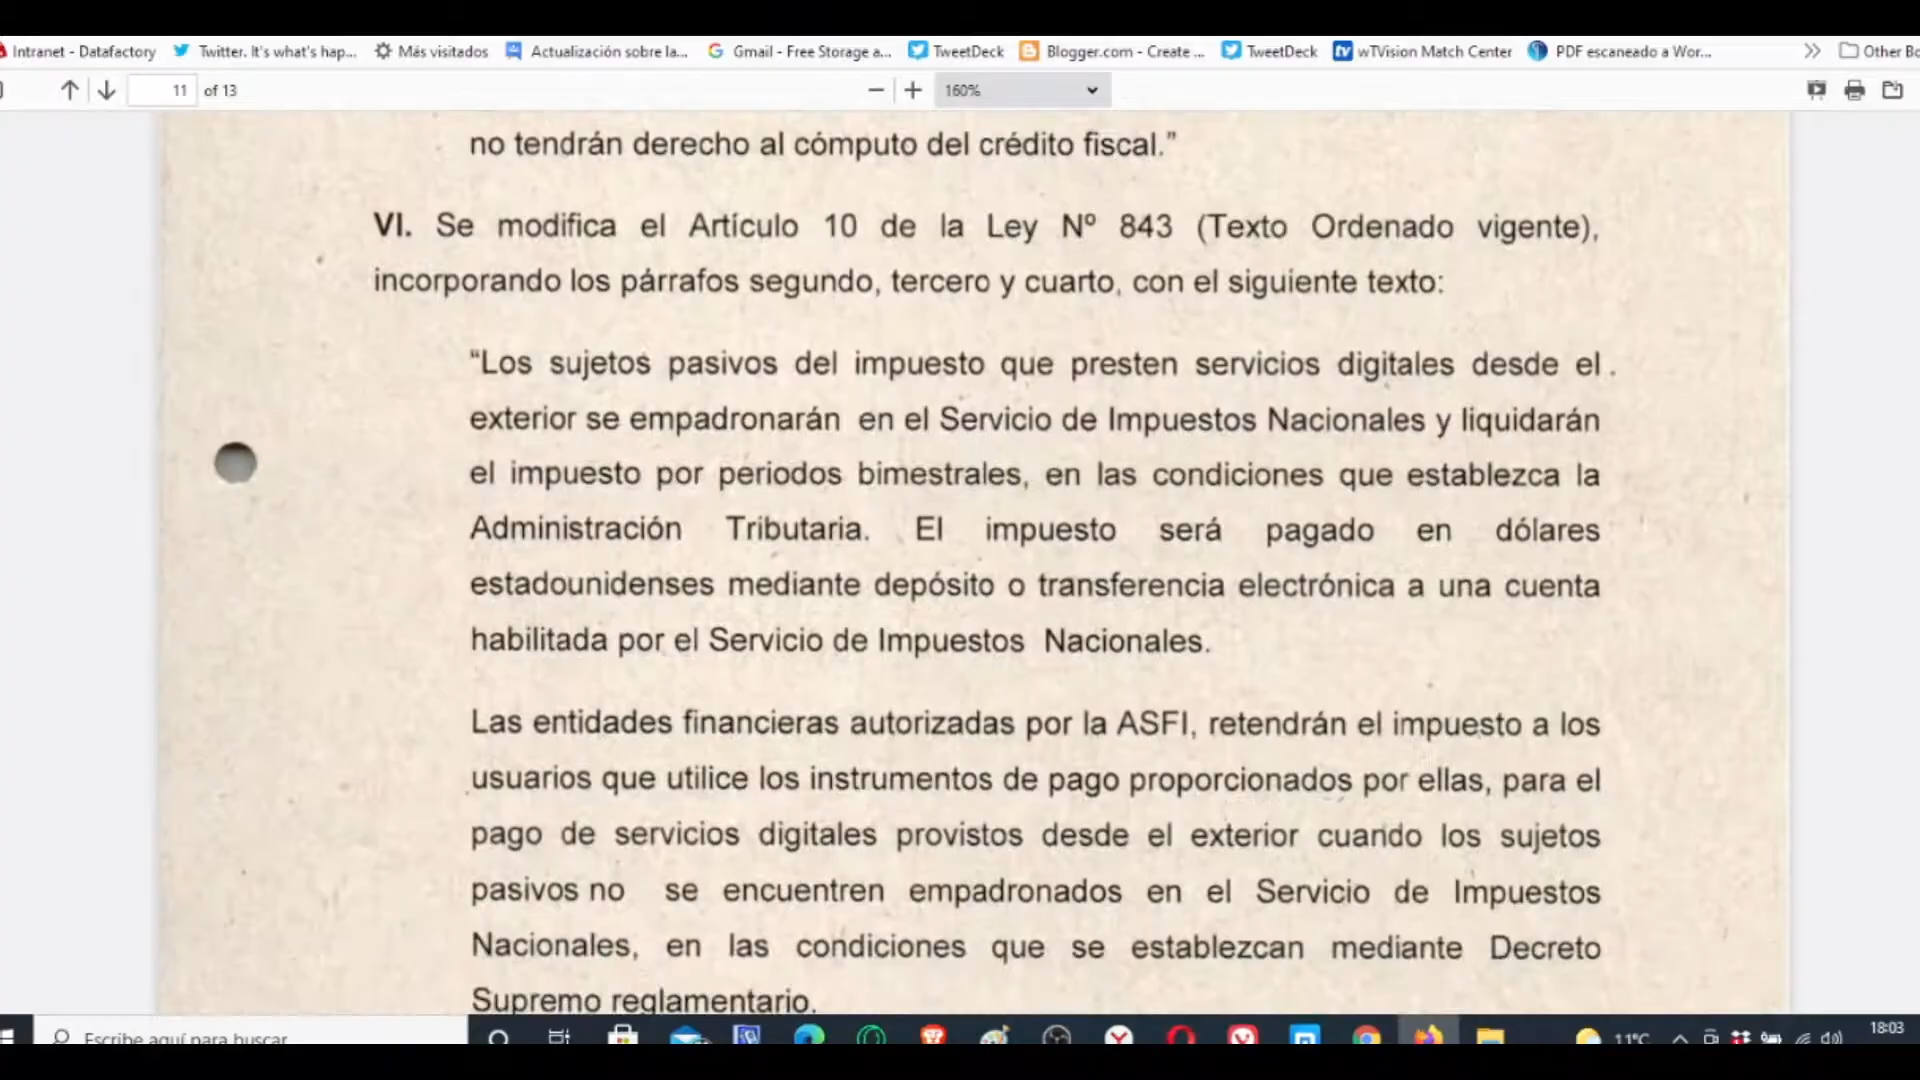 Intranet - Datafactory Twitter. It's what's hap... Más visitados Actualización sobre la... Gmail - Free Storage a... TweetDeck Blogger.com - Create ... TweetDeck wTVision Match Center PDF escaneado a Wor... Other Bo
11 of 13 160%
no tendrán derecho al cómputo del crédito fiscal.”
VI. Se modifica el Artículo 10 de la Ley Nº 843 (Texto Ordenado vigente),
incorporando los párrafos segundo, tercero y cuarto, con el siguiente texto:
“Los sujetos pasivos del impuesto que presten servicios digitales desde el
exterior se empadronarán en el Servicio de Impuestos Nacionales y liquidarán
el impuesto por periodos bimestrales, en las condiciones que establezca la
Administración Tributaria. El impuesto será pagado en dólares
estadounidenses mediante depósito o transferencia electrónica a una cuenta
habilitada por el Servicio de Impuestos Nacionales.
Las entidades financieras autorizadas por la ASFI, retendrán el impuesto a los
usuarios que utilice los instrumentos de pago proporcionados por ellas, para el
pago de servicios digitales provistos desde el exterior cuando los sujetos
pasivos no se encuentren empadronados en el Servicio de Impuestos
Nacionales, en las condiciones que se establezcan mediante Decreto
Supremo reglamentario.
Escribe aquí para buscar 11°C 18:03